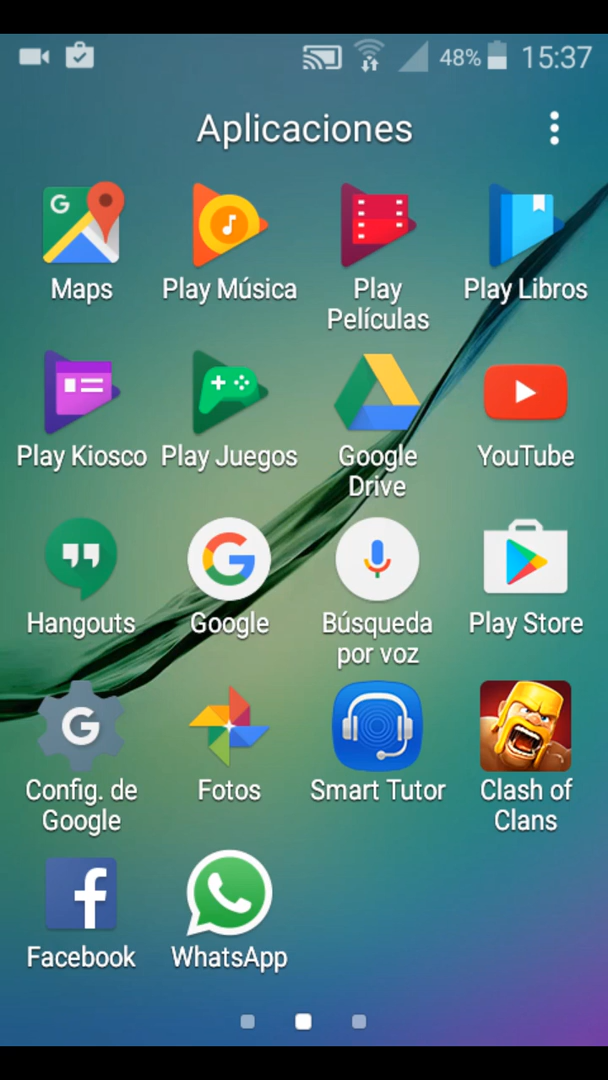 48% 15:37
Aplicaciones
G
Maps
Play Música
Play
Películas
Play Libros
Play Kiosco
Play Juegos
Google
Drive
YouTube
Hangouts
G
Google
Búsqueda
por voz
Play Store
G
Config. de
Google
Fotos
Smart Tutor
Clash of
Clans
f
Facebook
WhatsApp